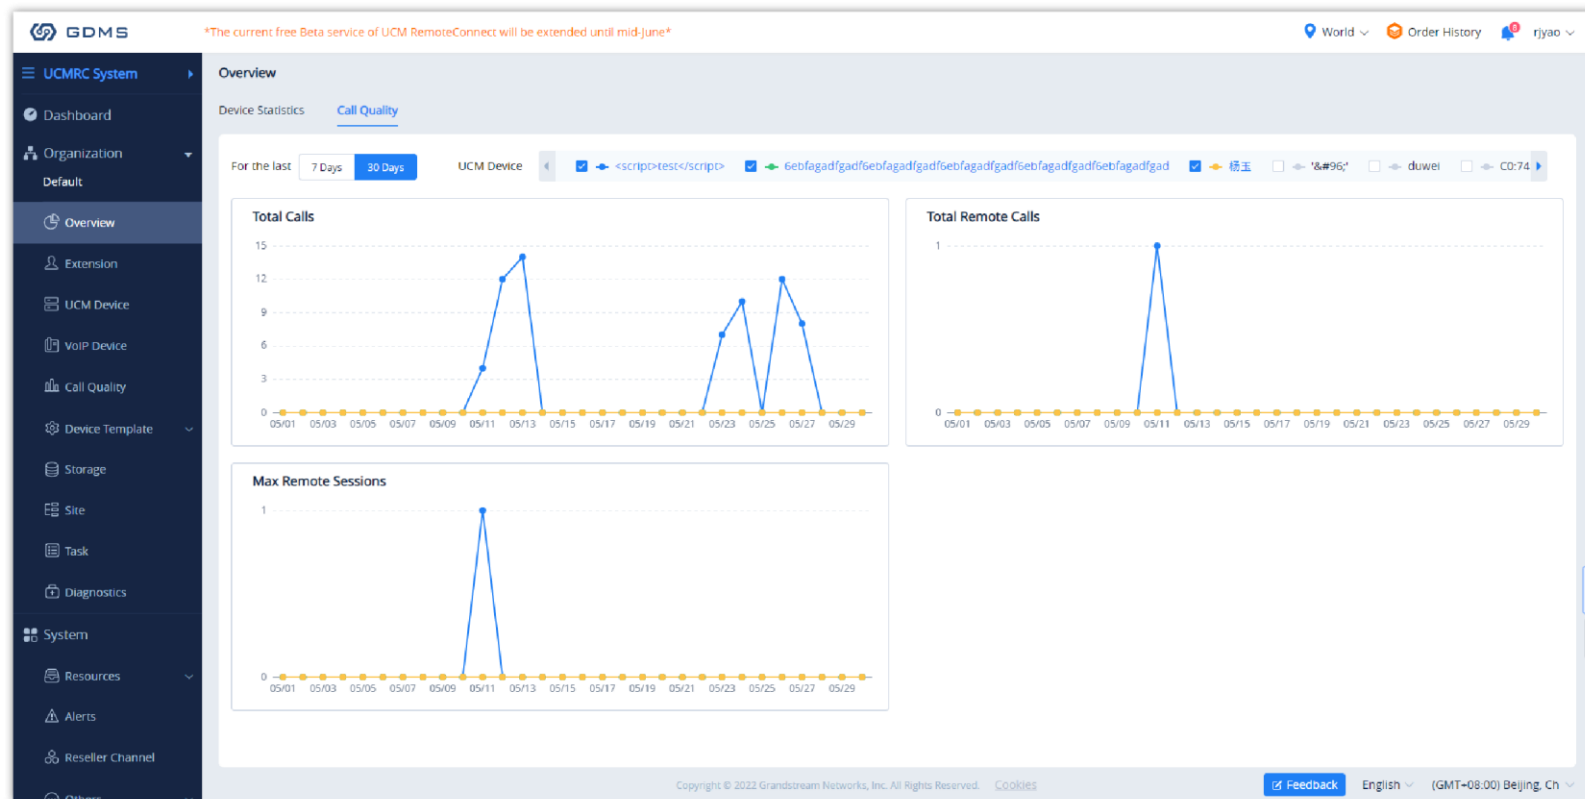 GDMS
*The current free Beta service of UCM RemoteConnect will be extended until mid-June*
World
Order History
8
rjyao
UCMRC System
Dashboard
Organization
Default
Overview
Extension
UCM Device
VoIP Device
Call Quality
Device Template
Storage
Site
Task
Diagnostics
System
Resources
Alerts
Reseller Channel
Others
Overview
Device Statistics
Call Quality
For the last
7 Days
30 Days
UCM Device
<script>test</script>
6ebfagadfgadf6ebfagadfgadf6ebfagadfgadf6ebfagadfgadf6ebfagadfgad
杨玉
'&#96;'
duwei
C0:74
Total Calls
15
12
9
6
3
0
05/01 05/03 05/05 05/07 05/09 05/11 05/13 05/15 05/17 05/19 05/21 05/23 05/25 05/27 05/29
Total Remote Calls
1
0
05/01 05/03 05/05 05/07 05/09 05/11 05/13 05/15 05/17 05/19 05/21 05/23 05/25 05/27 05/29
Max Remote Sessions
1
0
05/01 05/03 05/05 05/07 05/09 05/11 05/13 05/15 05/17 05/19 05/21 05/23 05/25 05/27 05/29
Copyright © 2022 Grandstream Networks, Inc. All Rights Reserved. Cookies
Feedback
English
(GMT+08:00) Beijing, Ch